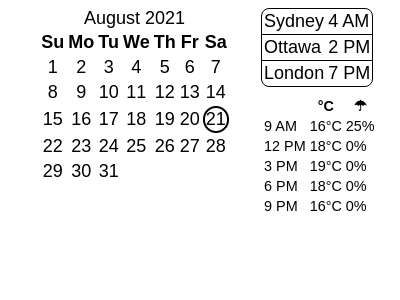 August 2021
Su Mo Tu We Th Fr Sa
1 2 3 4 5 6 7
8 9 10 11 12 13 14
15 16 17 18 19 20 21
22 23 24 25 26 27 28
29 30 31
Sydney 4 AM
Ottawa 2 PM
London 7 PM
°C ☂
9 AM 16°C 25%
12 PM 18°C 0%
3 PM 19°C 0%
6 PM 18°C 0%
9 PM 16°C 0%